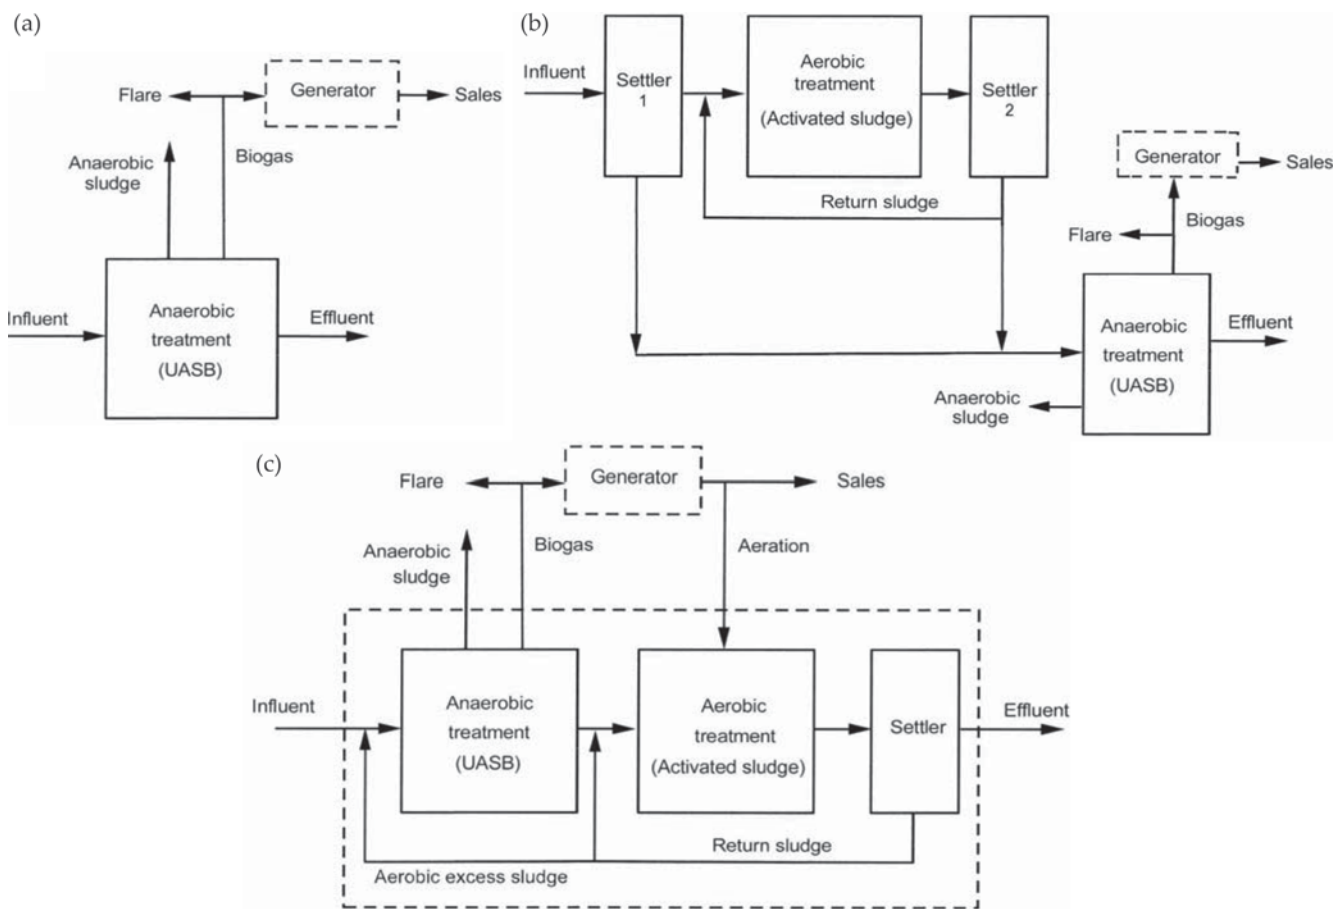 (a)
Flare
Generator
Sales
Anaerobic
sludge
Biogas
Influent
Anaerobic
treatment
(UASB)
Effluent
(b)
Influent
Settler
1
Aerobic
treatment
(Activated sludge)
Settler
2
Return sludge
Generator
Sales
Biogas
Flare
Anaerobic
treatment
(UASB)
Effluent
Anaerobic
sludge
(c)
Flare
Generator
Sales
Anaerobic
sludge
Biogas
Aeration
Influent
Anaerobic
treatment
(UASB)
Aerobic
treatment
(Activated sludge)
Settler
Effluent
Return sludge
Aerobic excess sludge